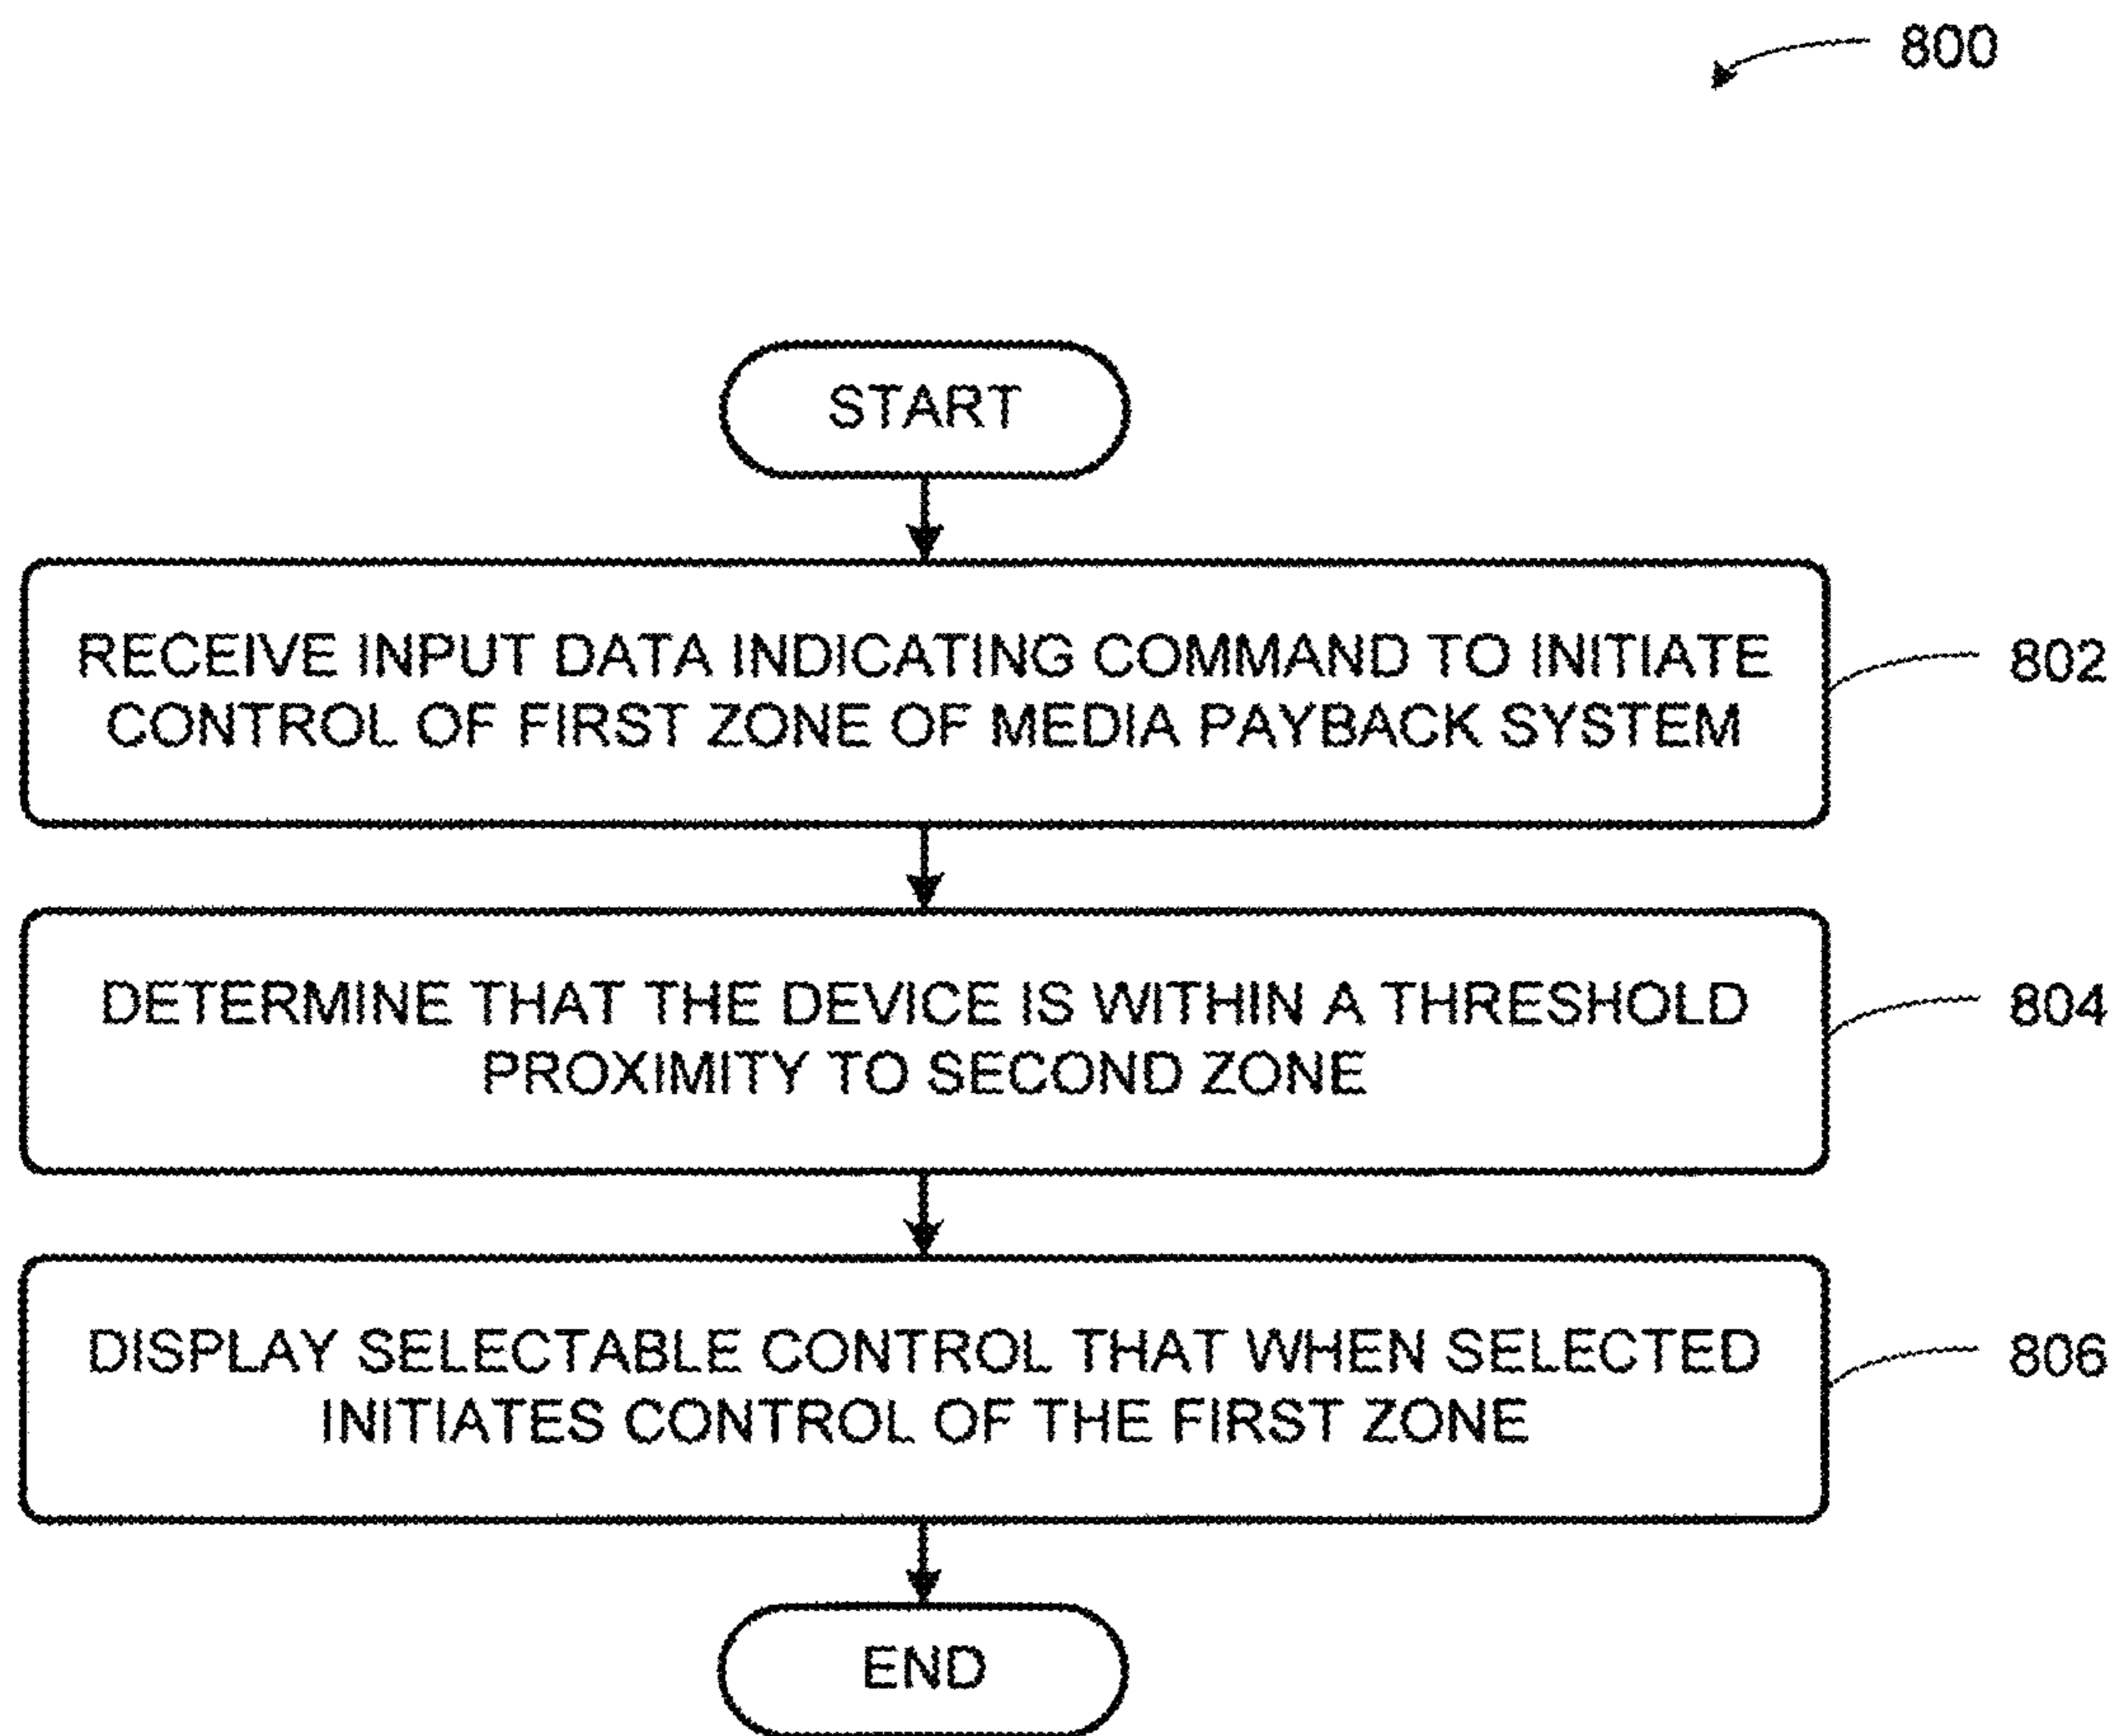 800
START
RECEIVE INPUT DATA INDICATING COMMAND TO INITIATE
CONTROL OF FIRST ZONE OF MEDIA PAYBACK SYSTEM
802
DETERMINE THAT THE DEVICE IS WITHIN A THRESHOLD
PROXIMITY TO SECOND ZONE
804
DISPLAY SELECTABLE CONTROL THAT WHEN SELECTED
INITIATES CONTROL OF THE FIRST ZONE
806
END